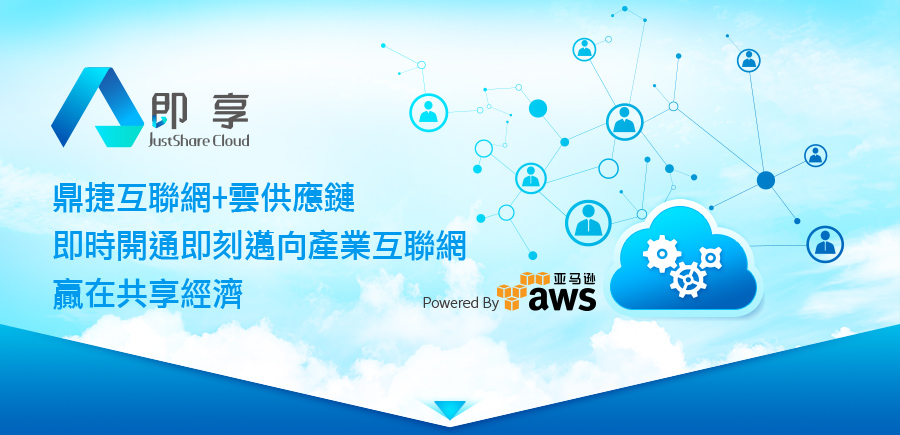 即享
JustShare Cloud
鼎捷互聯網+雲供應鏈
即時開通即刻邁向產業互聯網
贏在共享經濟
Powered By
亚马逊
aws